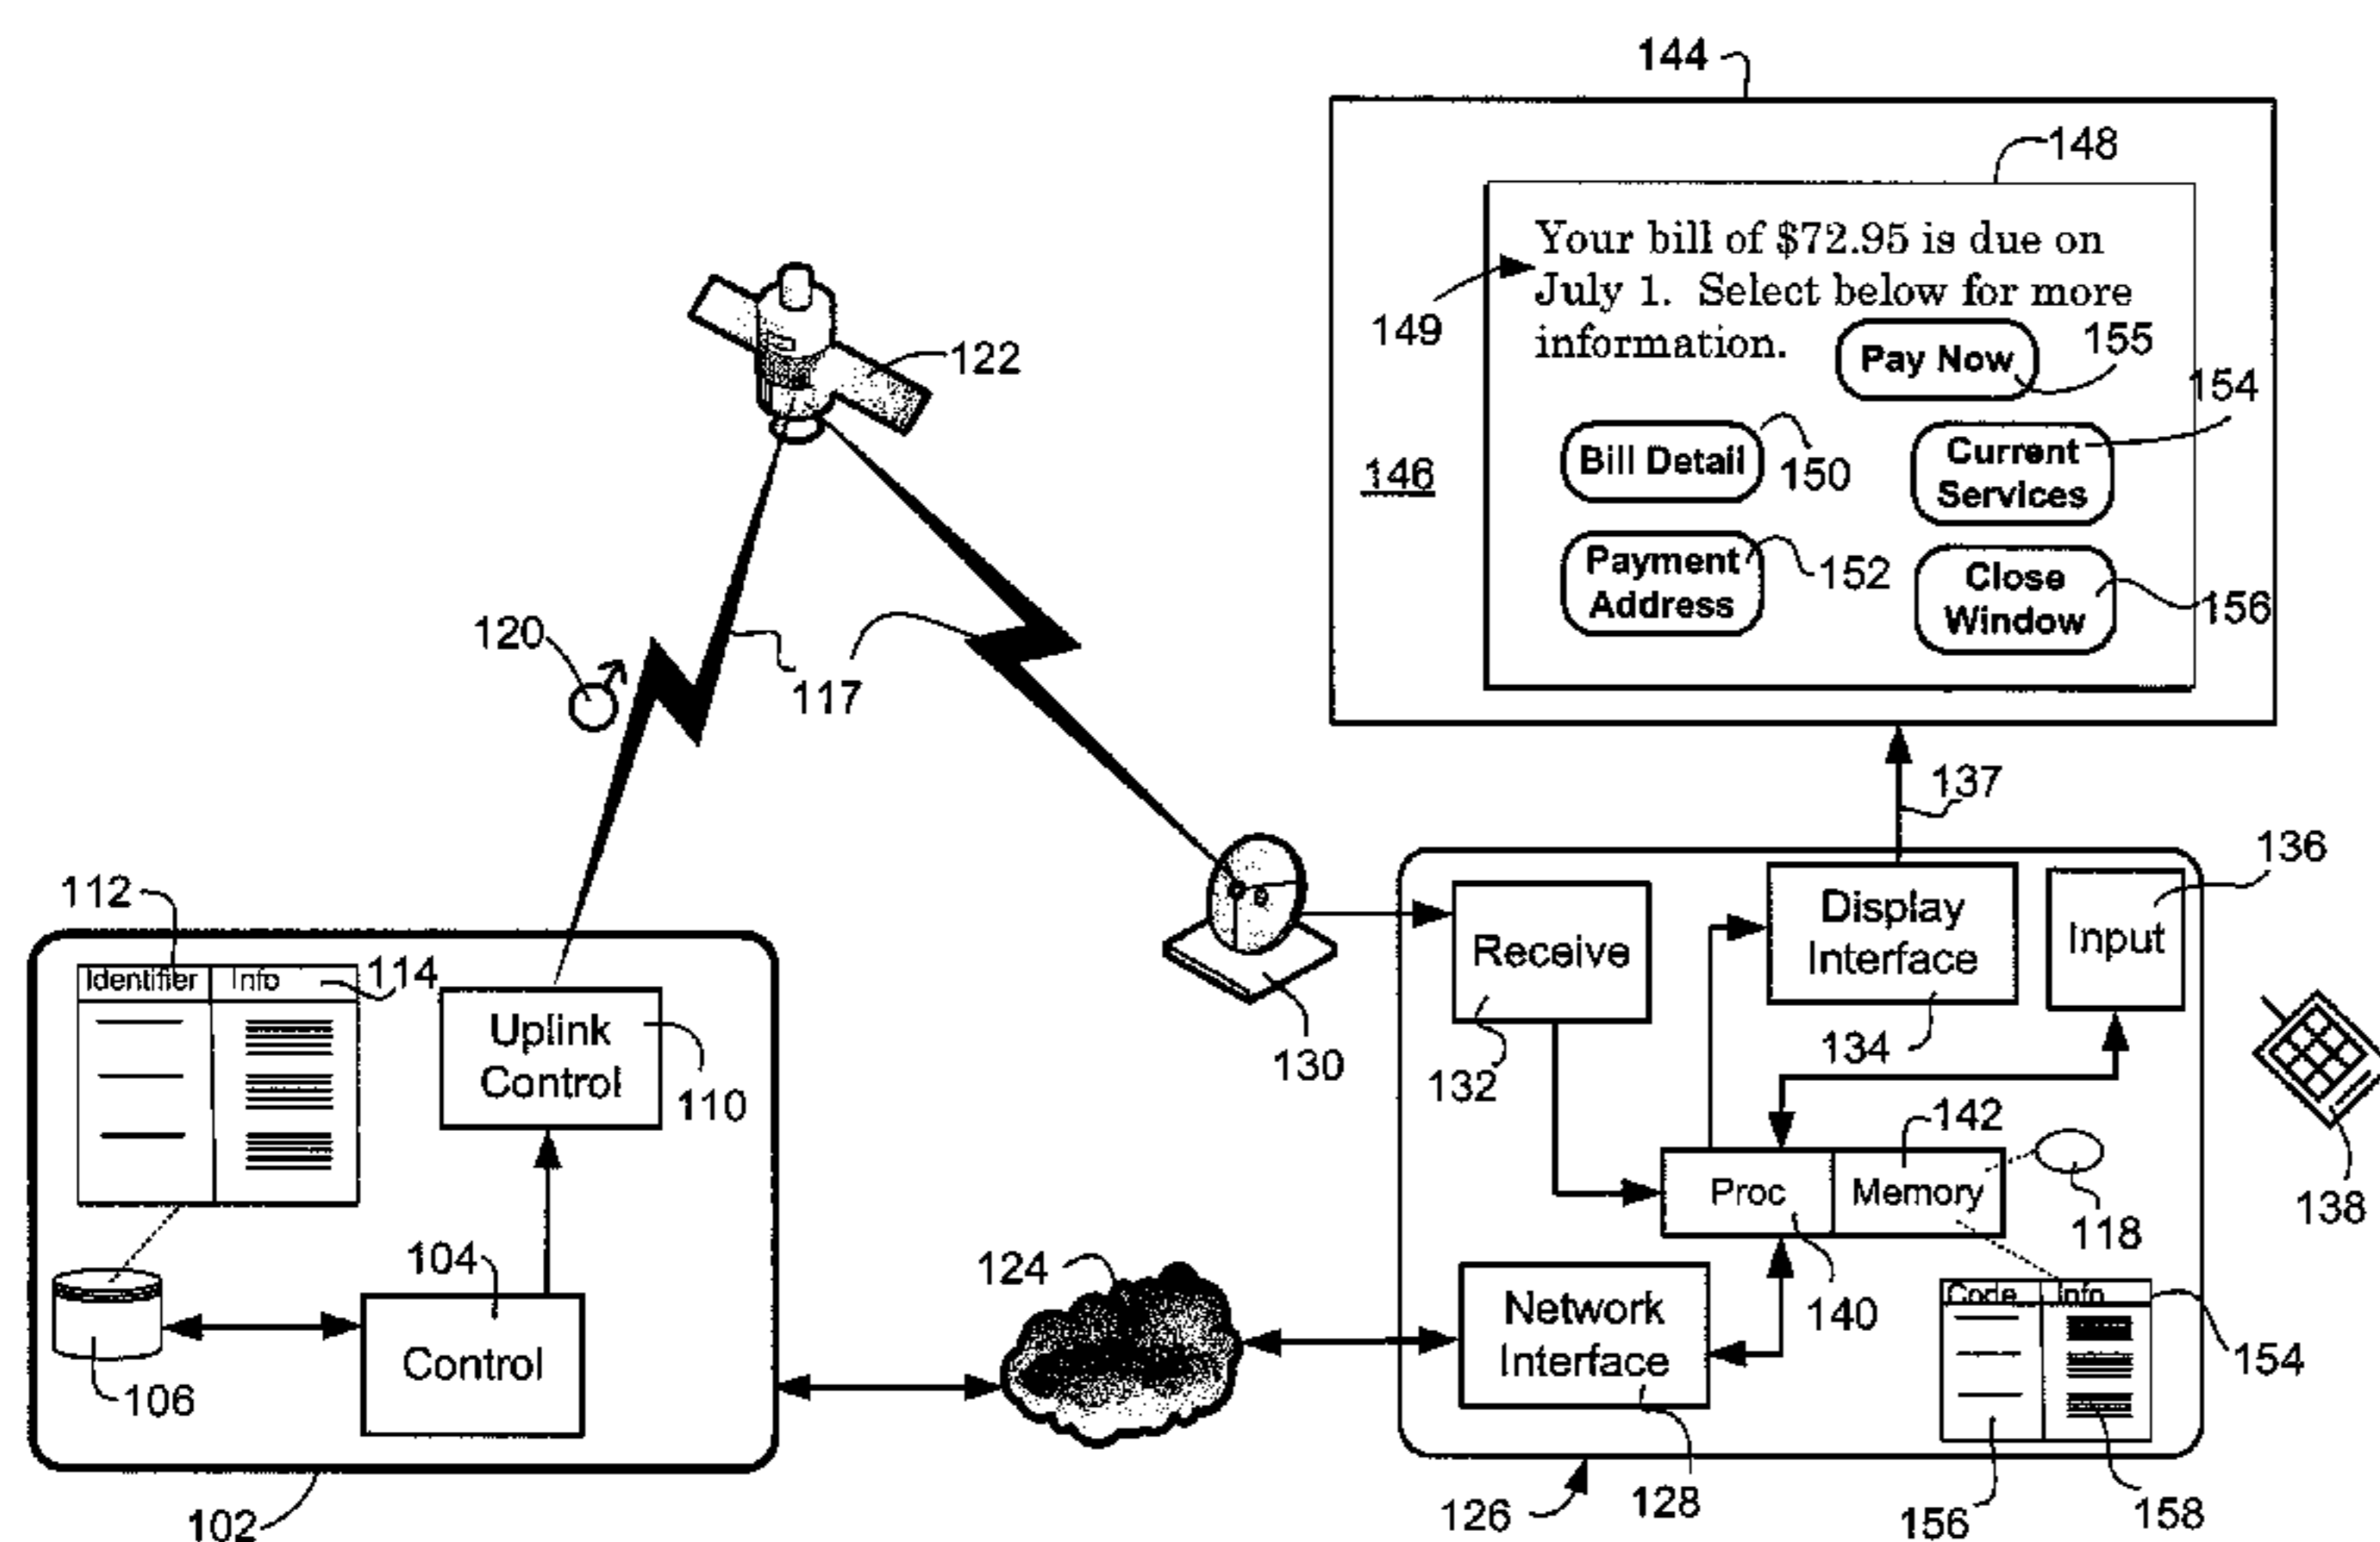 144
148
Your bill of $72.95 is due on
July 1. Select below for more
information.
149
Pay Now
155
154
122
146
Bill Detail
150
Current
Services
Payment
Address
152
Close
Window
156
120
117
137
136
112
Identifier
Info
114
Uplink
Control
110
130
Receive
132
Display
Interface
134
Input
142
Proc
Memory
118
138
104
106
Control
124
Network
Interface
140
Code
Info
154
102
126
128
156
158